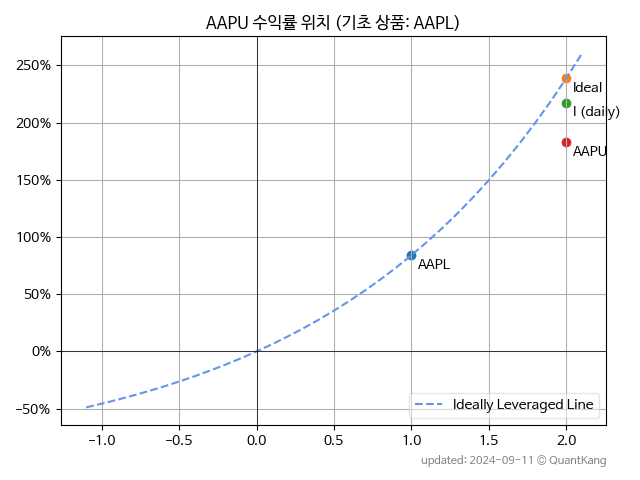 AAPU 수익률 위치 (기초 상품: AAPL)
250%
200%
150%
100%
50%
0%
−50%
Ideal
I (daily)
AAPU
AAPL
Ideally Leveraged Line
−1.0 −0.5 0.0 0.5 1.0 1.5 2.0
updated: 2024-09-11 © QuantKang